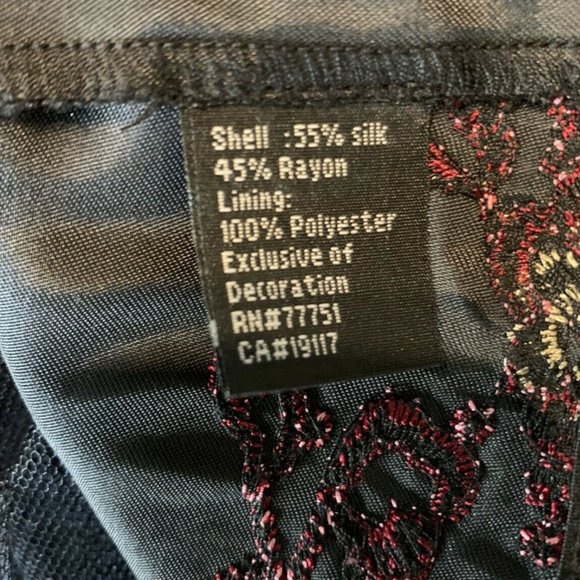 Shell :55% silk
45% Rayon
Lining:
100% Polyester
Exclusive of
Decoration
RN#77751
CA#19117